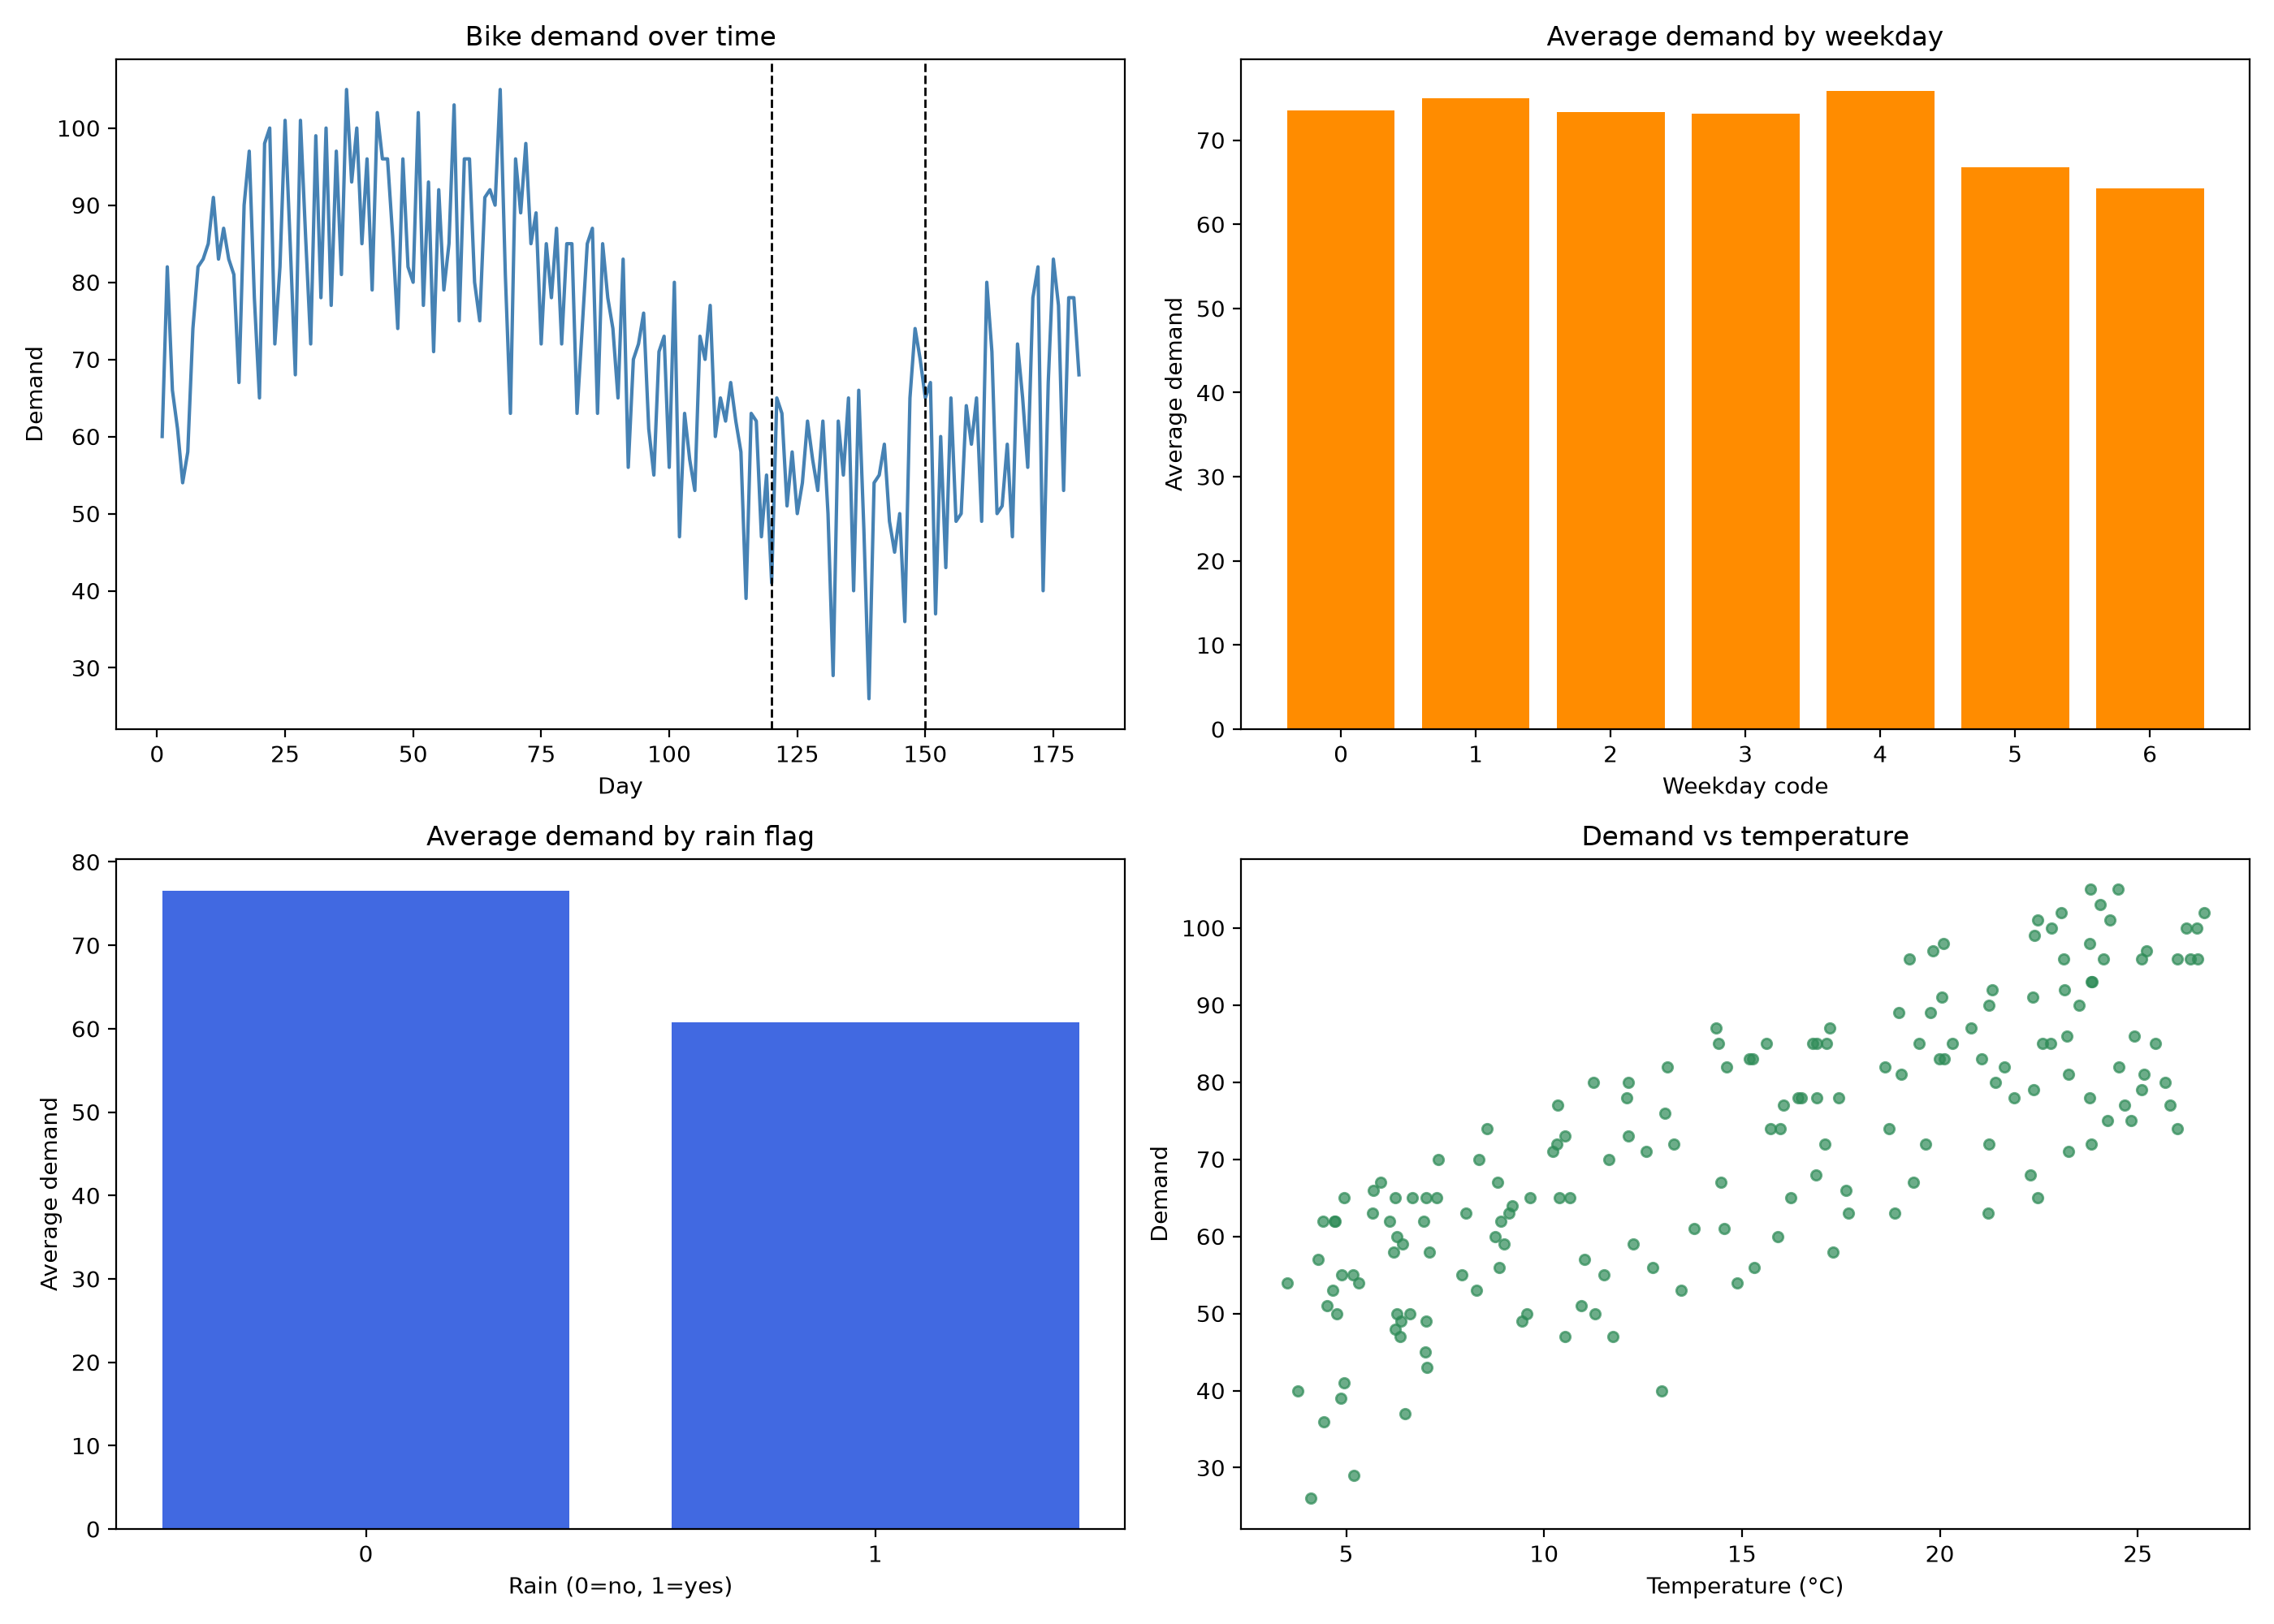 Bike demand over time
Demand
100
90
80
70
60
50
40
30
0 25 50 75 100 125 150 175
Day
Average demand by weekday
Average demand
70
60
50
40
30
20
10
0
0 1 2 3 4 5 6
Weekday code
Average demand by rain flag
Average demand
80
70
60
50
40
30
20
10
0
0 1
Rain (0=no, 1=yes)
Demand vs temperature
Demand
100
90
80
70
60
50
40
30
5 10 15 20 25
Temperature (°C)